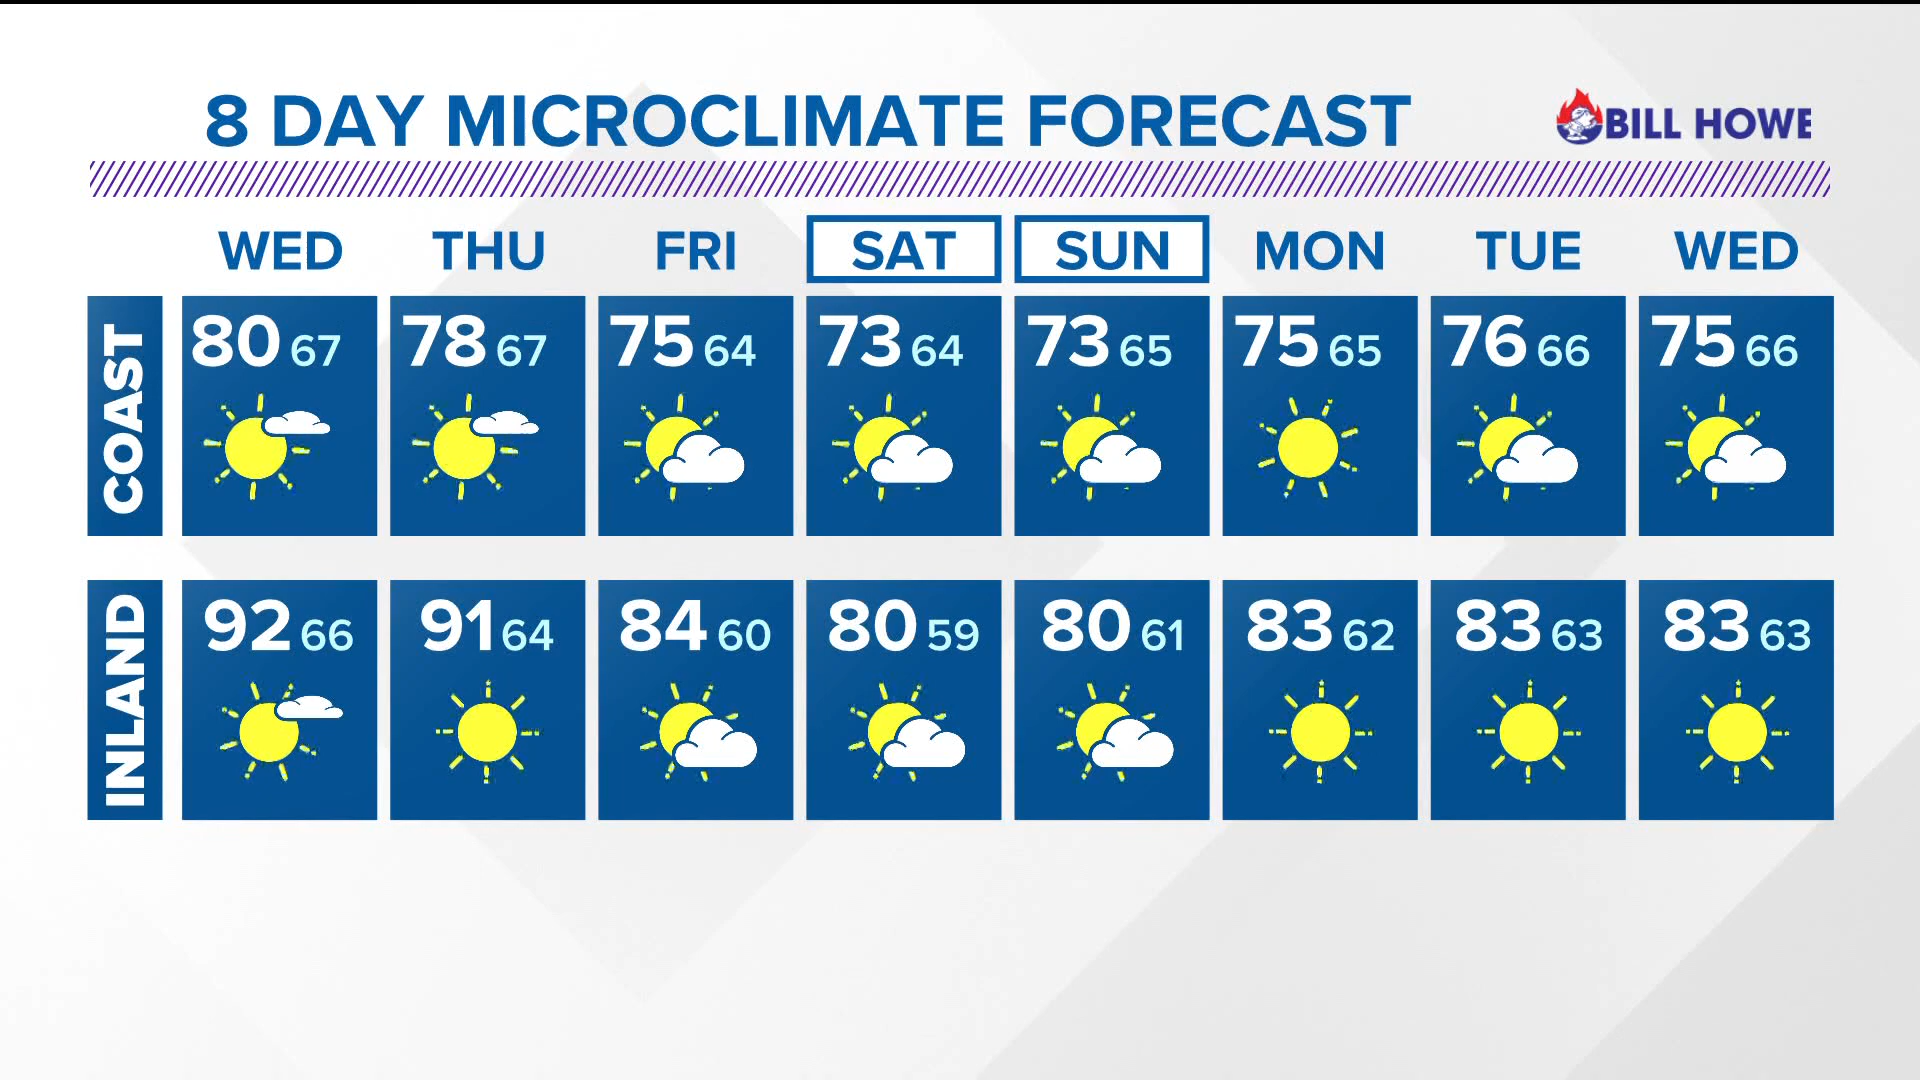 8 DAY MICROCLIMATE FORECAST
BILL HOWE
WED THU FRI SAT SUN MON TUE WED
COAST
80 67 78 67 75 64 73 64 73 65 75 65 76 66 75 66
INLAND
92 66 91 64 84 60 80 59 80 61 83 62 83 63 83 63